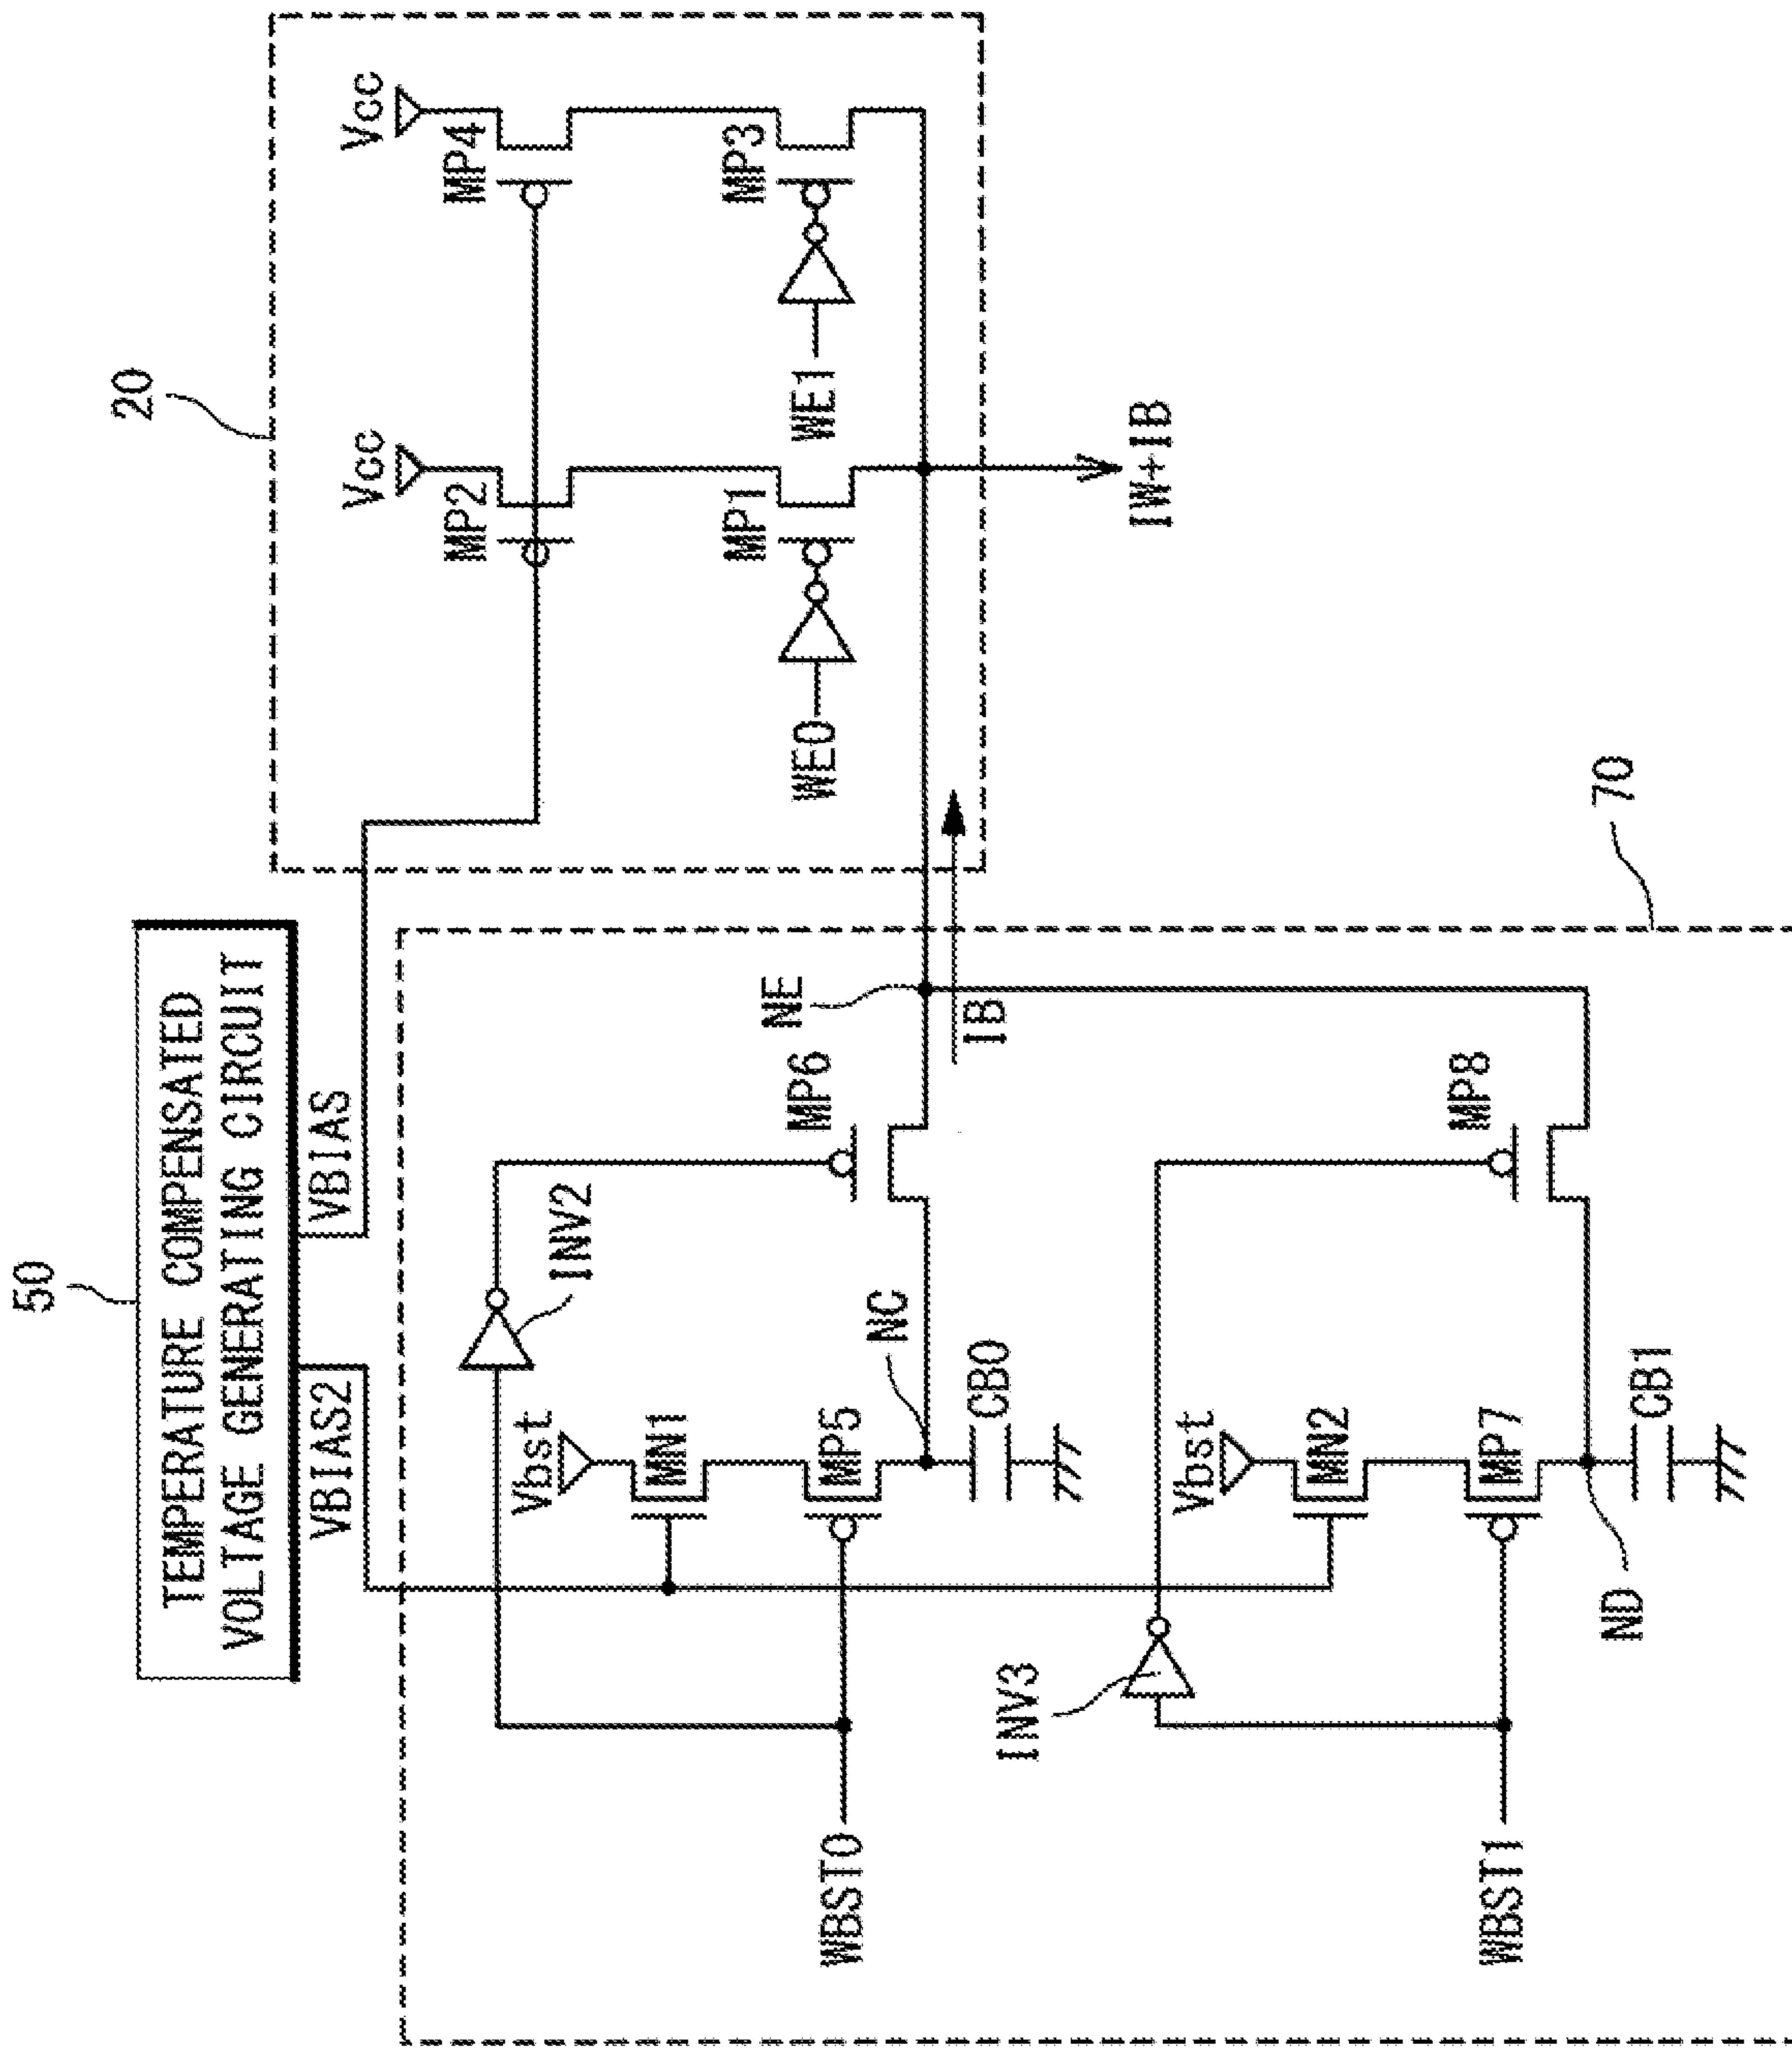 50
TEMPERATURE COMPENSATED
VOLTAGE GENERATING CIRCUIT
VBIAS2
VBIAS
20
Vcc
Vcc
MP2
MP4
MP1
MP3
WE0
WE1
IW+IB
70
INV2
Vbst
MN1
MP5
NC
CB0
MP6
NE
IB
WBST0
INV3
Vbst
MN2
MP7
MP8
ND
CB1
WBST1